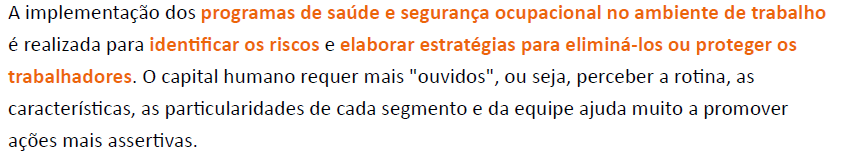 A implementação dos programas de saúde e segurança ocupacional no ambiente de trabalho
é realizada para identificar os riscos e elaborar estratégias para eliminá-los ou proteger os
trabalhadores. O capital humano requer mais "ouvidos", ou seja, perceber a rotina, as
características, as particularidades de cada segmento e da equipe ajuda muito a promover
ações mais assertivas.